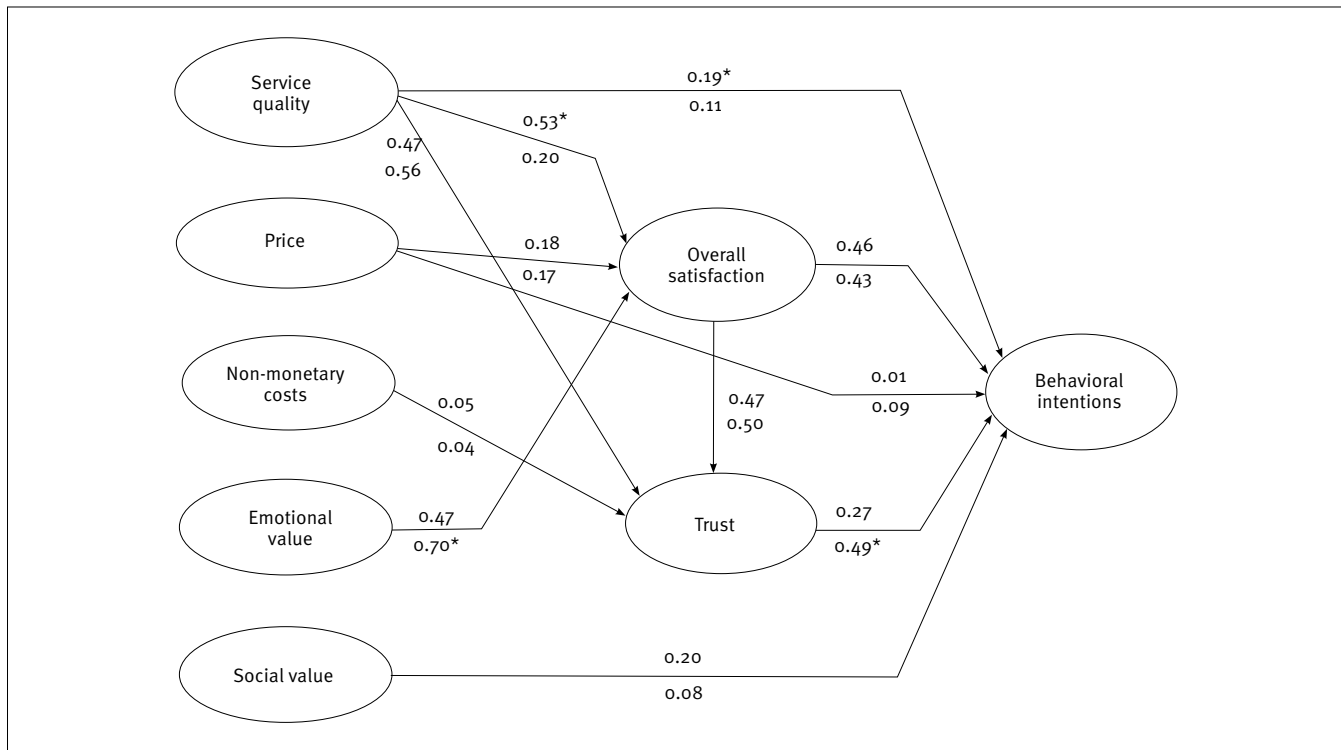 Service
quality
0.19*
0.11
0.53*
0.20
0.47
0.56
Price
0.18
0.17
Overall
satisfaction
0.46
0.43
Non-monetary
costs
0.05
0.04
0.47
0.50
0.01
0.09
Behavioral
intentions
Emotional
value
0.47
0.70*
Trust
0.27
0.49*
Social value
0.20
0.08